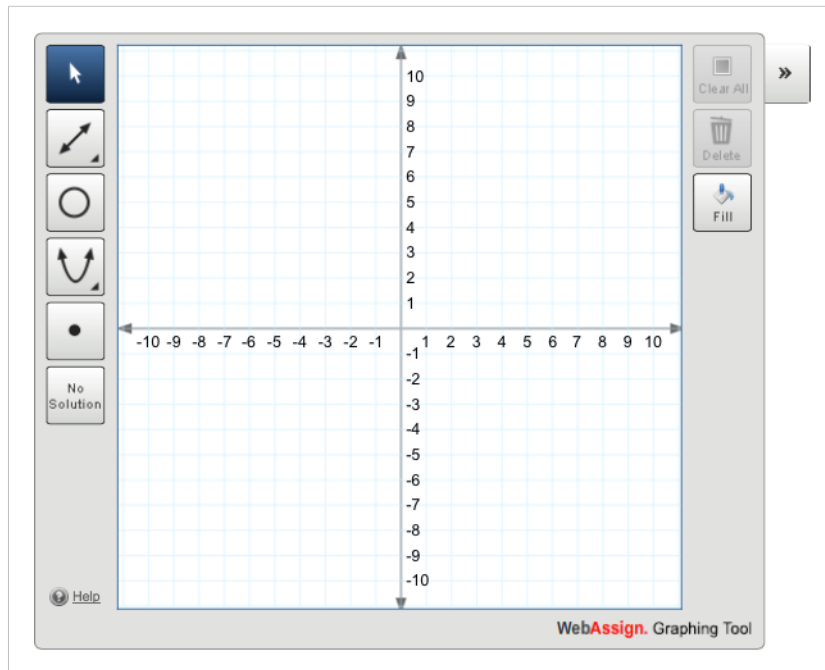 Clear All
»
Delete
Fill
No
Solution
10
9
8
7
6
5
4
3
2
1
-10 -9 -8 -7 -6 -5 -4 -3 -2 -1 1 2 3 4 5 6 7 8 9 10
-1
-2
-3
-4
-5
-6
-7
-8
-9
-10
? Help
WebAssign. Graphing Tool